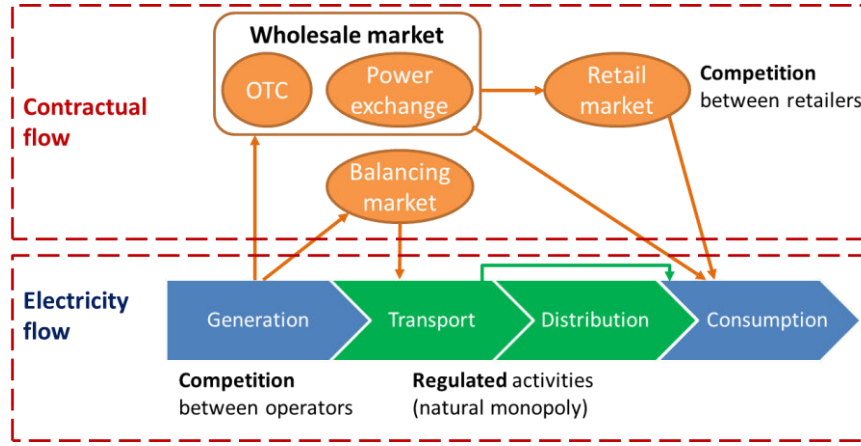 Wholesale market
OTC
Power
exchange
Retail
market
Competition
between retailers
Contractual
flow
Balancing
market
Electricity
flow
Generation
Transport
Distribution
Consumption
Competition
between operators
Regulated activities
(natural monopoly)